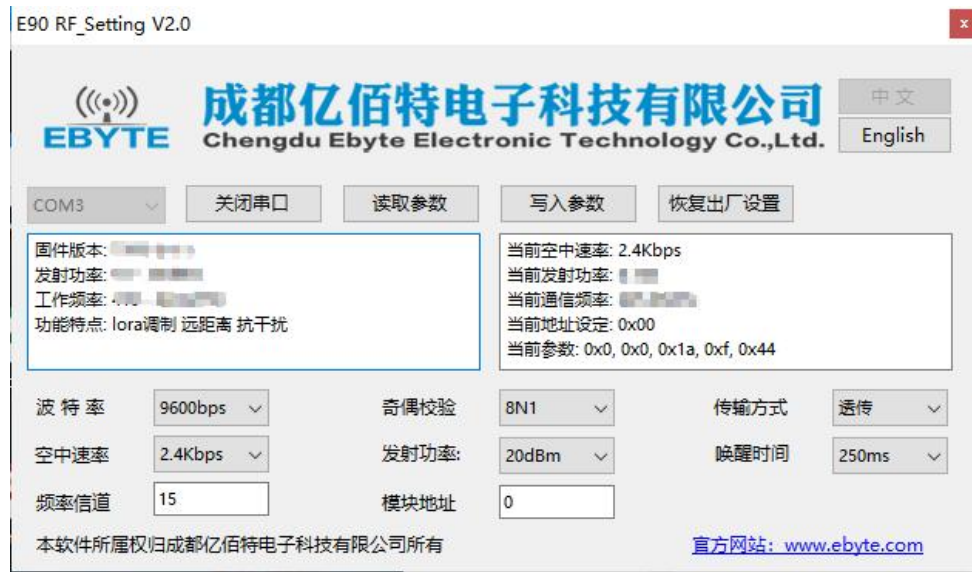 E90 RF_Setting V2.0
x
EBYTE
成都亿佰特电子科技有限公司
Chengdu Ebyte Electronic Technology Co.,Ltd.
中文
English
COM3
关闭串口
读取参数
写入参数
恢复出厂设置
固件版本:
发射功率:
工作频率:
功能特点: lora调制 远距离 抗干扰
当前空中速率: 2.4Kbps
当前发射功率:
当前通信频率:
当前地址设定: 0x00
当前参数: 0x0, 0x0, 0x1a, 0xf, 0x44
波特率 9600bps 奇偶校验 8N1 传输方式 透传
空中速率 2.4Kbps 发射功率: 20dBm 唤醒时间 250ms
频率信道 15 模块地址 0
本软件所属权归成都亿佰特电子科技有限公司所有
官方网站: www.ebyte.com